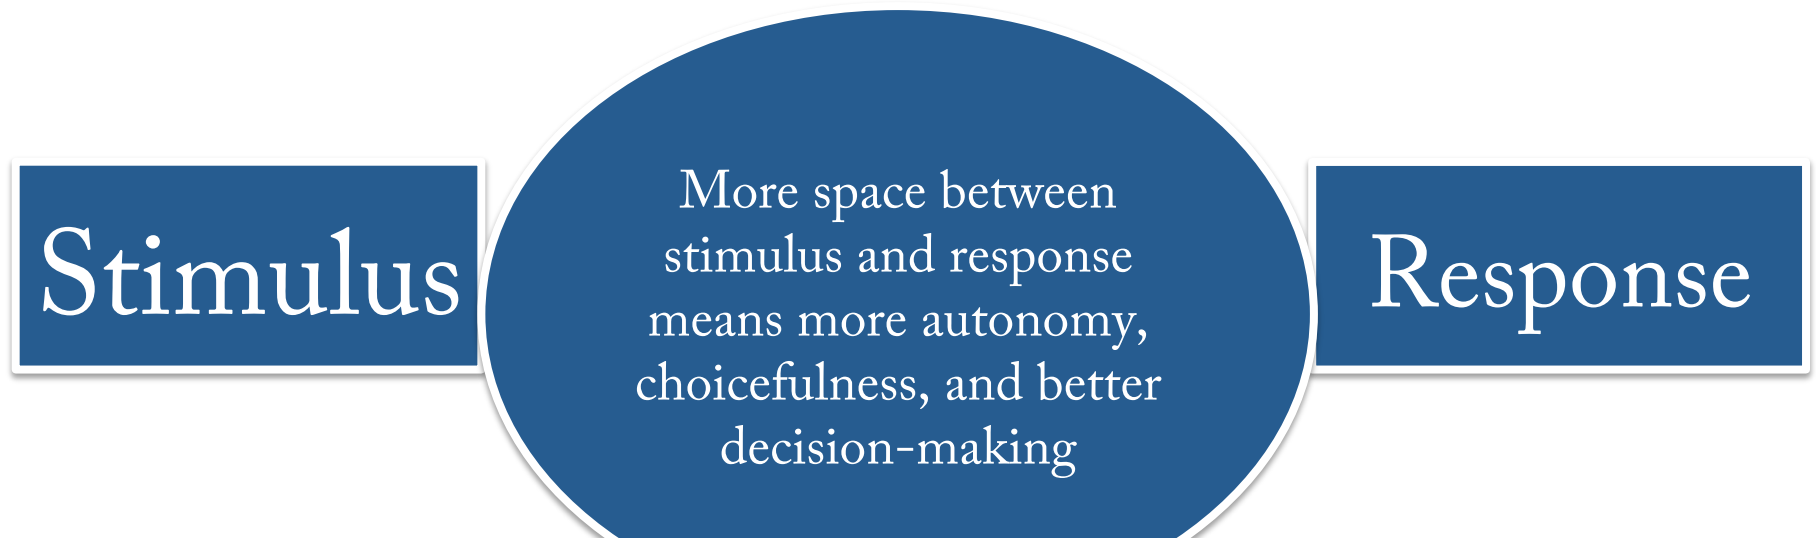 Stimulus
More space between
stimulus and response
means more autonomy,
choicefulness, and better
decision-making
Response